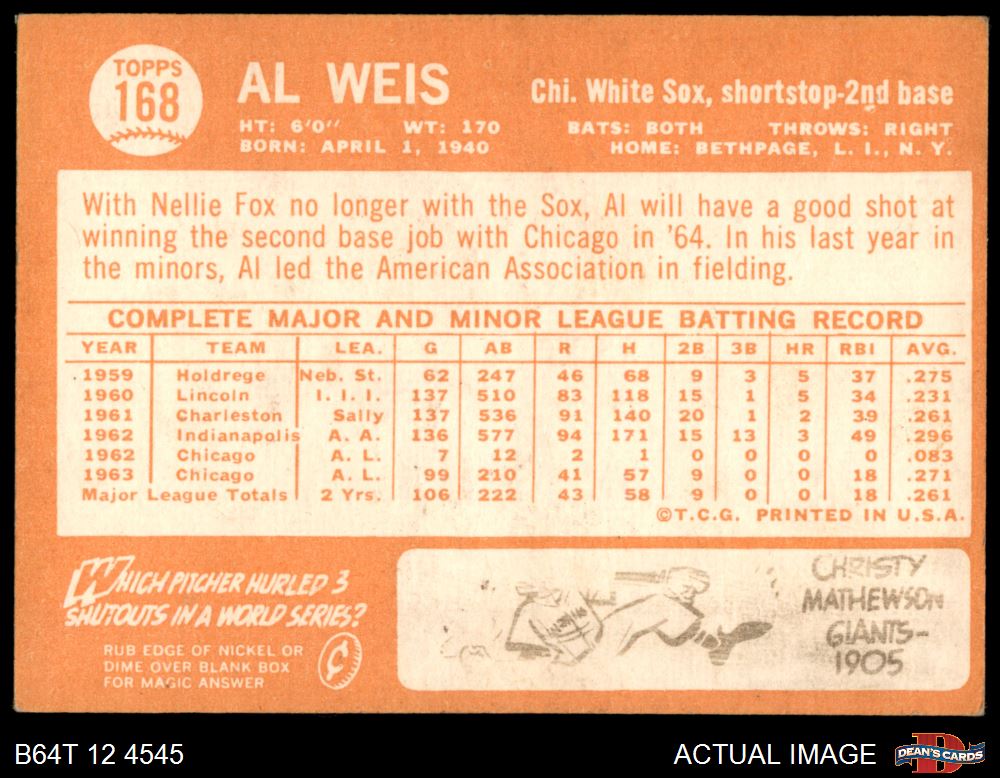 TOPPS
168
AL WEIS
Chi. White Sox, shortstop-2nd base
HT: 6'0" WT: 170 BATS: BOTH THROWS: RIGHT
BORN: APRIL 1, 1940 HOME: BETHPAGE, L. I., N. Y.
With Nellie Fox no longer with the Sox, Al will have a good shot at
winning the second base job with Chicago in '64. In his last year in
the minors, Al led the American Association in fielding.
COMPLETE MAJOR AND MINOR LEAGUE BATTING RECORD
YEAR TEAM LEA. G AB R H 2B 3B HR RBI AVG.
1959 Holdrege Neb. St. 62 247 46 68 9 3 5 37 .275
1960 Lincoln I. I. I. 137 510 83 118 15 1 5 34 .231
1961 Charleston Sally 137 536 91 140 20 1 2 39 .261
1962 Indianapolis A. A. 136 577 94 171 15 13 3 49 .296
1962 Chicago A. L. 7 12 2 1 0 0 0 0 .083
1963 Chicago A. L. 99 210 41 57 9 0 0 18 .271
Major League Totals 2 Yrs. 106 222 43 58 9 0 0 18 .261
©T.C.G. PRINTED IN U.S.A.
WHICH PITCHER HURLED 3
SHUTOUTS IN A WORLD SERIES?
RUB EDGE OF NICKEL OR
DIME OVER BLANK BOX
FOR MAGIC ANSWER
¢
CHRISTY
MATHEWSON
GIANTS-
1905
B64T 12 4545
ACTUAL IMAGE
DEAN'S CARDS